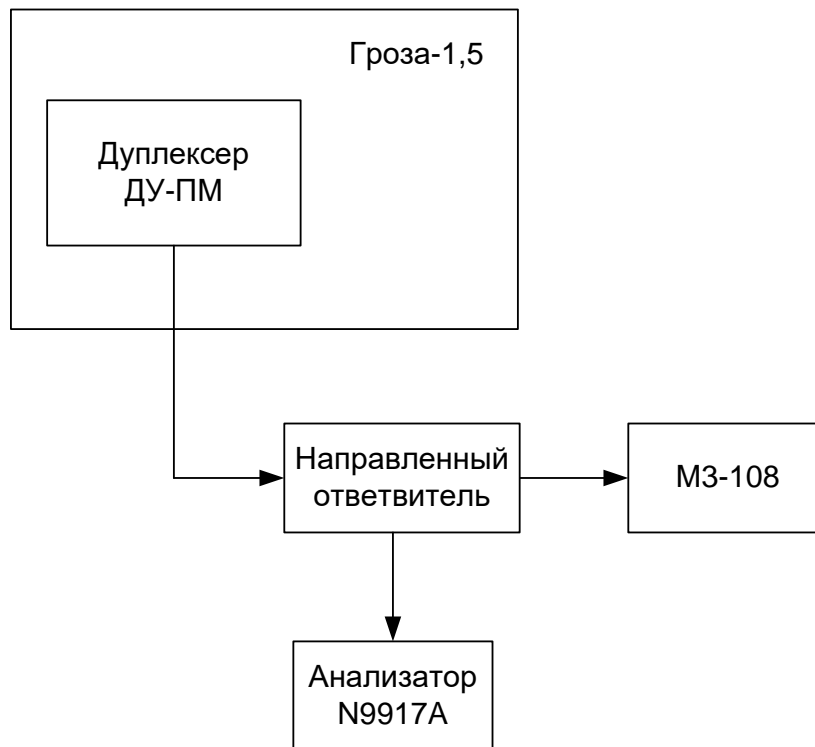 Гроза-1,5
Дуплексер
ДУ-ПМ
Направленный
ответвитель
М3-108
Анализатор
N9917A